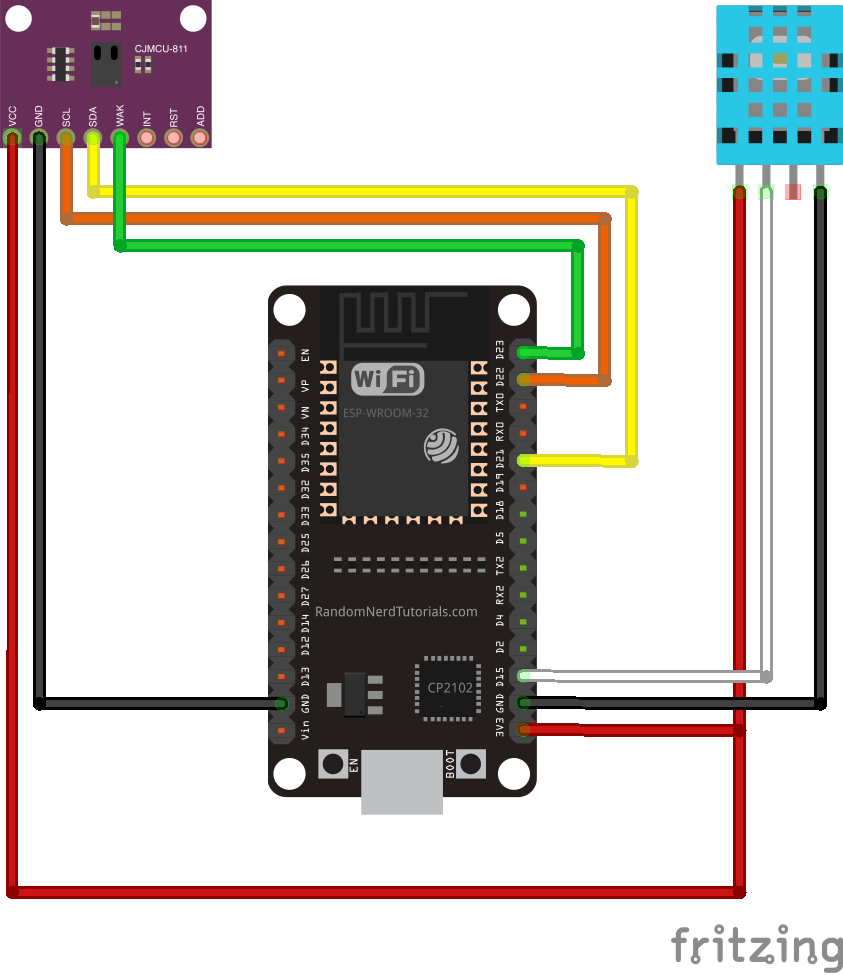 CJMCU-811
VCC
GND
SCL
SDA
WAK
INT
RST
ADD
EN
VP
VN
D34
D35
D32
D33
D25
D26
D27
D14
D12
D13
GND
Vin
WiFi
ESP-WROOM-32
D23
D22
TX0
RX0
D21
D19
D18
D5
TX2
RX2
D4
D2
D15
GND
3V3
RandomNerdTutorials.com
CP2102
EN
BOOT
fritzing